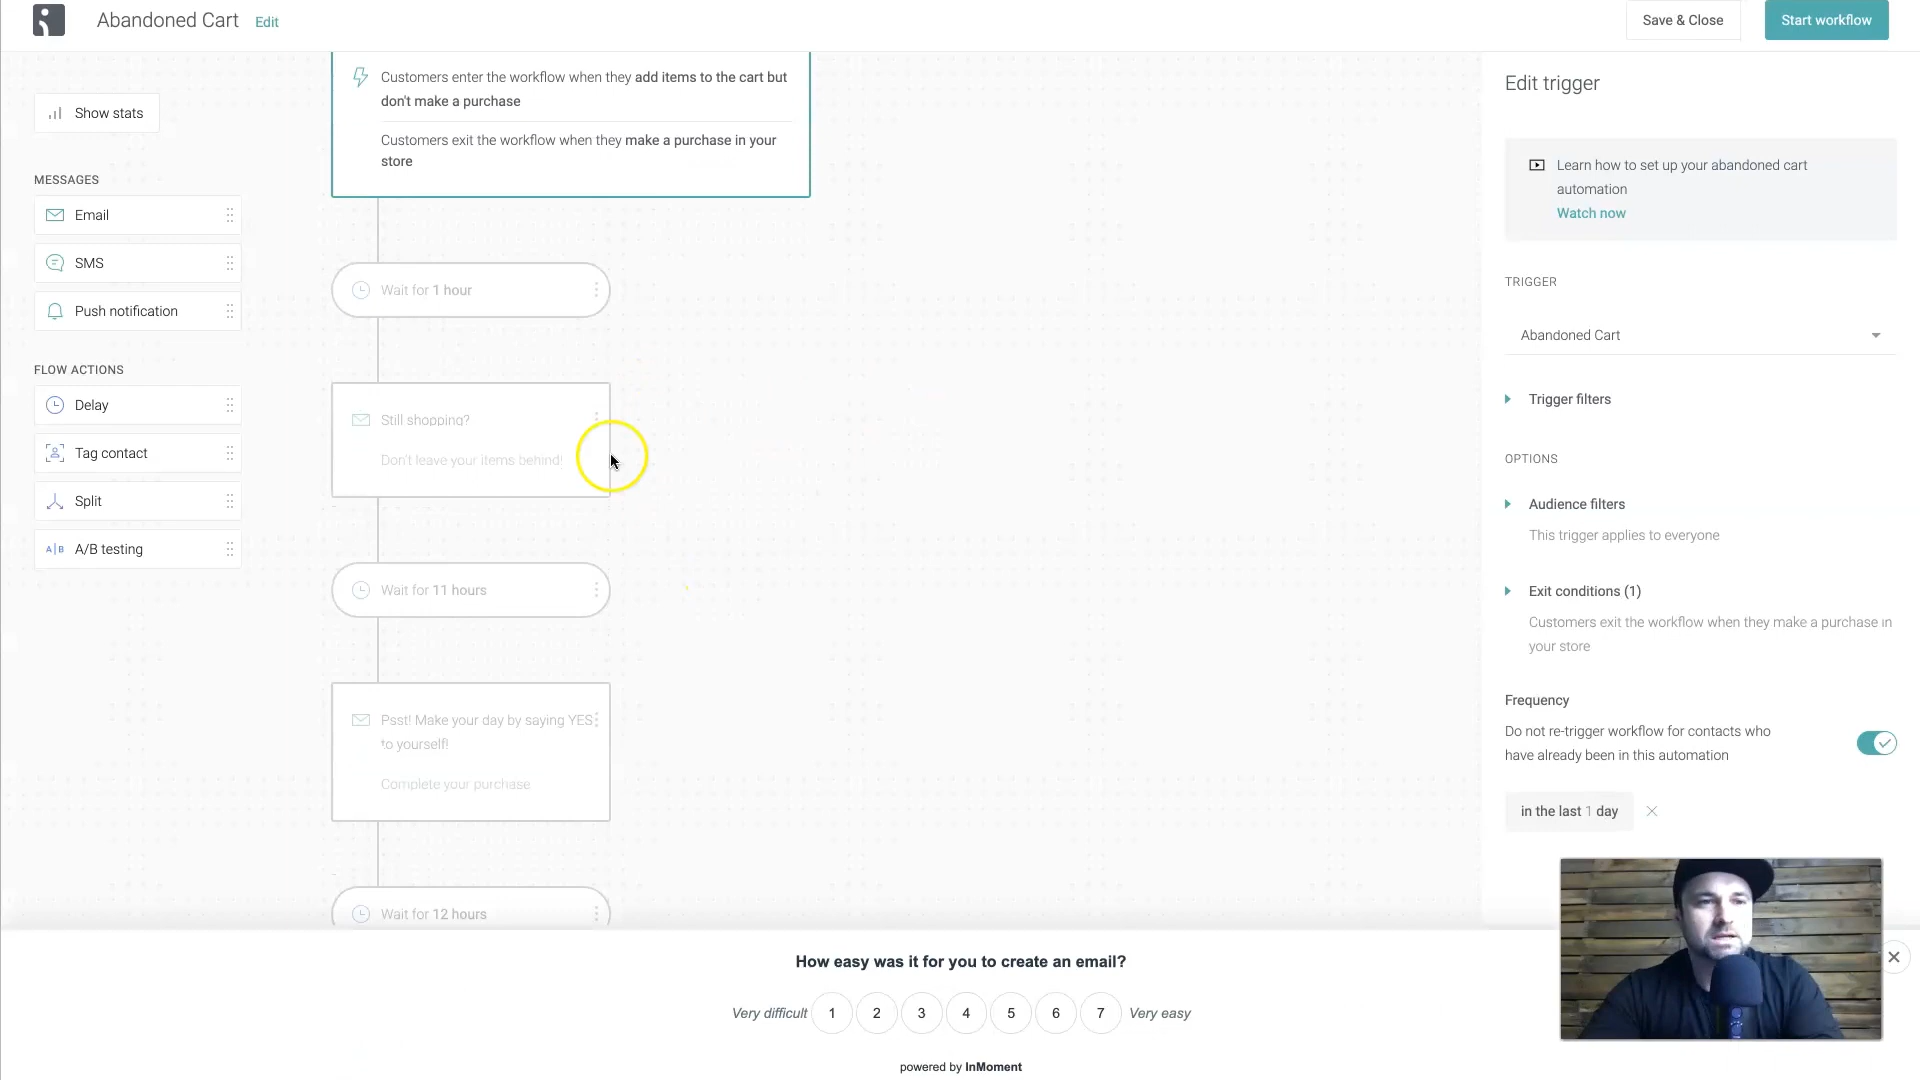 Abandoned Cart Edit
Save & Close
Start workflow
Show stats
MESSAGES
Email
SMS
Push notification
FLOW ACTIONS
Delay
Tag contact
Split
A|B A/B testing
Customers enter the workflow when they add items to the cart but
don't make a purchase
Customers exit the workflow when they make a purchase in your
store
Wait for 1 hour
Still shopping?
Don't leave your items behind!
Wait for 11 hours
Psst! Make your day by saying YES
to yourself!
Complete your purchase
Wait for 12 hours
Edit trigger
Learn how to set up your abandoned cart
automation
Watch now
TRIGGER
Abandoned Cart
Trigger filters
OPTIONS
Audience filters
This trigger applies to everyone
Exit conditions (1)
Customers exit the workflow when they make a purchase in
your store
Frequency
Do not re-trigger workflow for contacts who
have already been in this automation
in the last 1 day
How easy was it for you to create an email?
Very difficult 1 2 3 4 5 6 7 Very easy
powered by InMoment